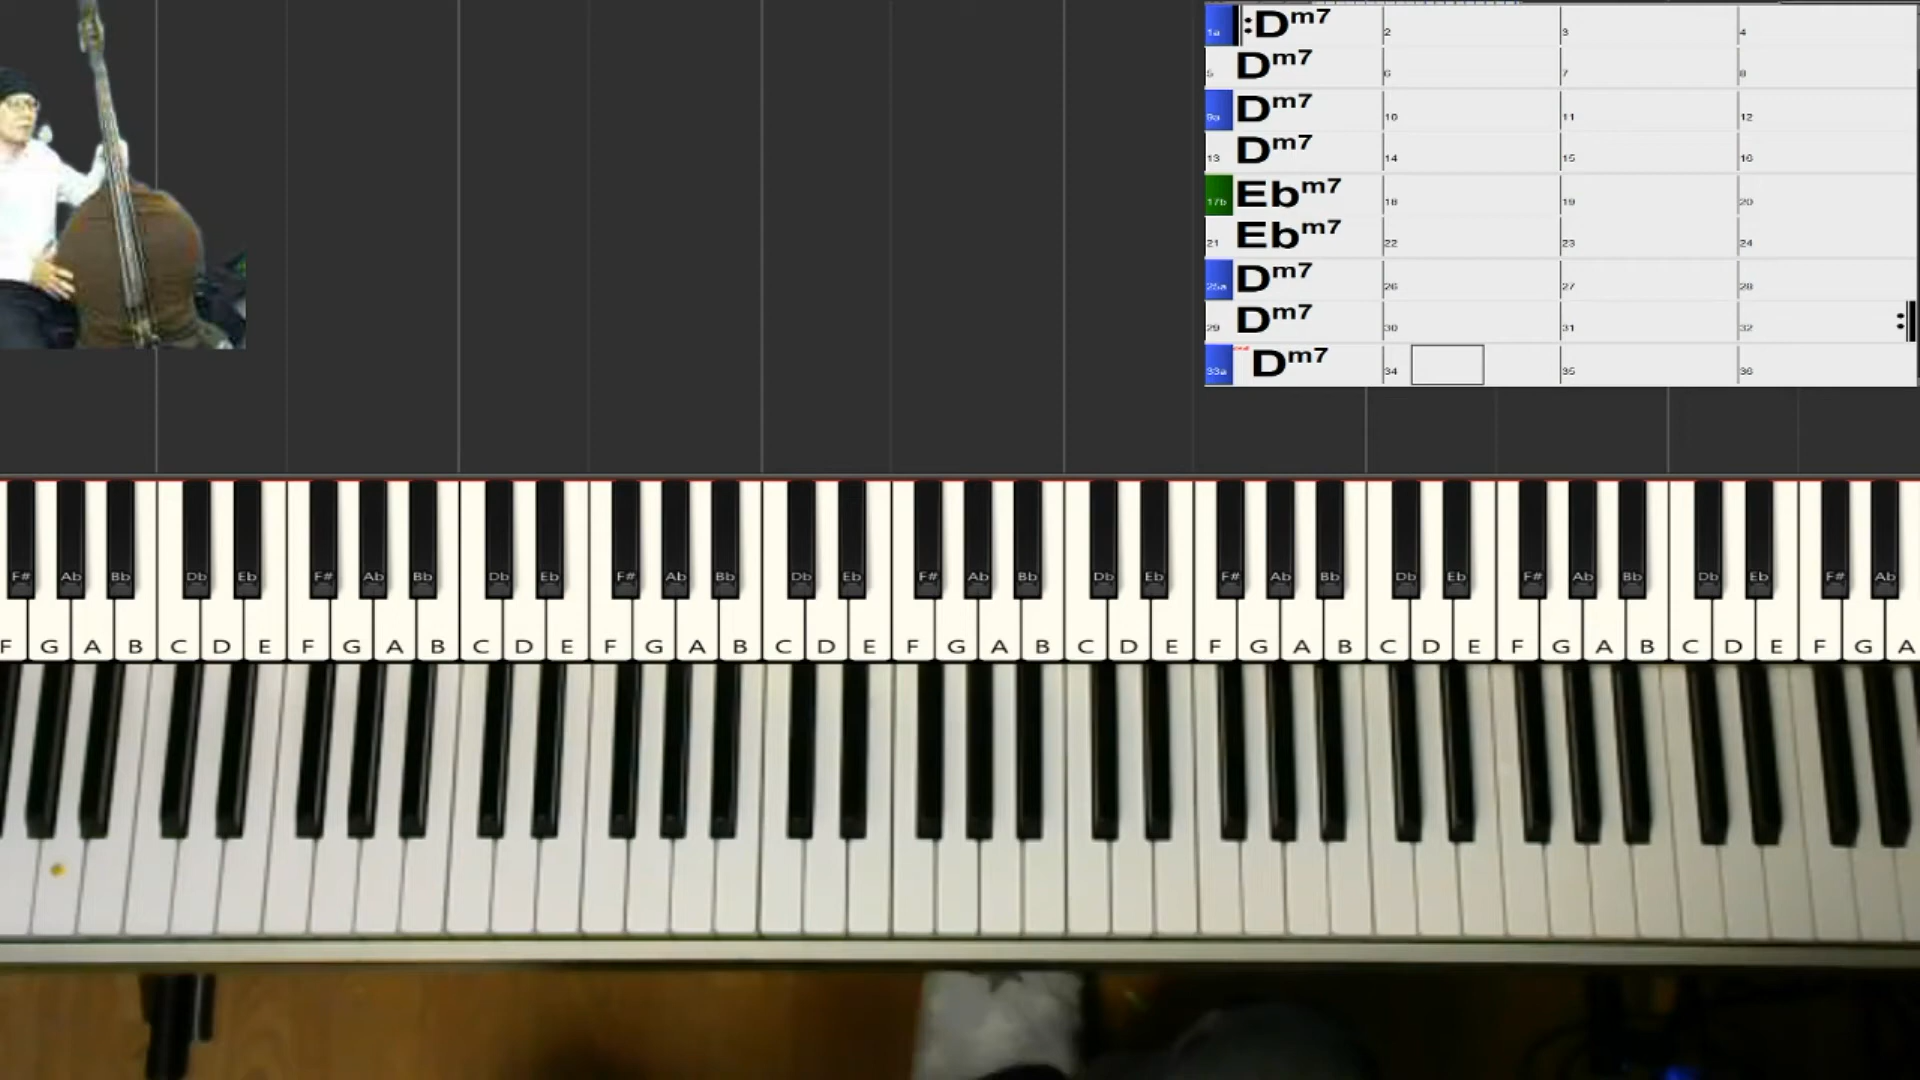 1a :Dm7 2 3 4
5 Dm7 6 7 8
9a Dm7 10 11 12
13 Dm7 14 15 16
17b Ebm7 18 19 20
21 Ebm7 22 23 24
25a Dm7 26 27 28
29 Dm7 30 31 32 :
33a Dm7 34 35 36
F# Ab Bb Db Eb F# Ab Bb Db Eb F# Ab Bb Db Eb F# Ab Bb Db Eb F# Ab Bb Db Eb F# Ab Bb Db Eb F# Ab
F G A B C D E F G A B C D E F G A B C D E F G A B C D E F G A B C D E F G A B C D E F G A